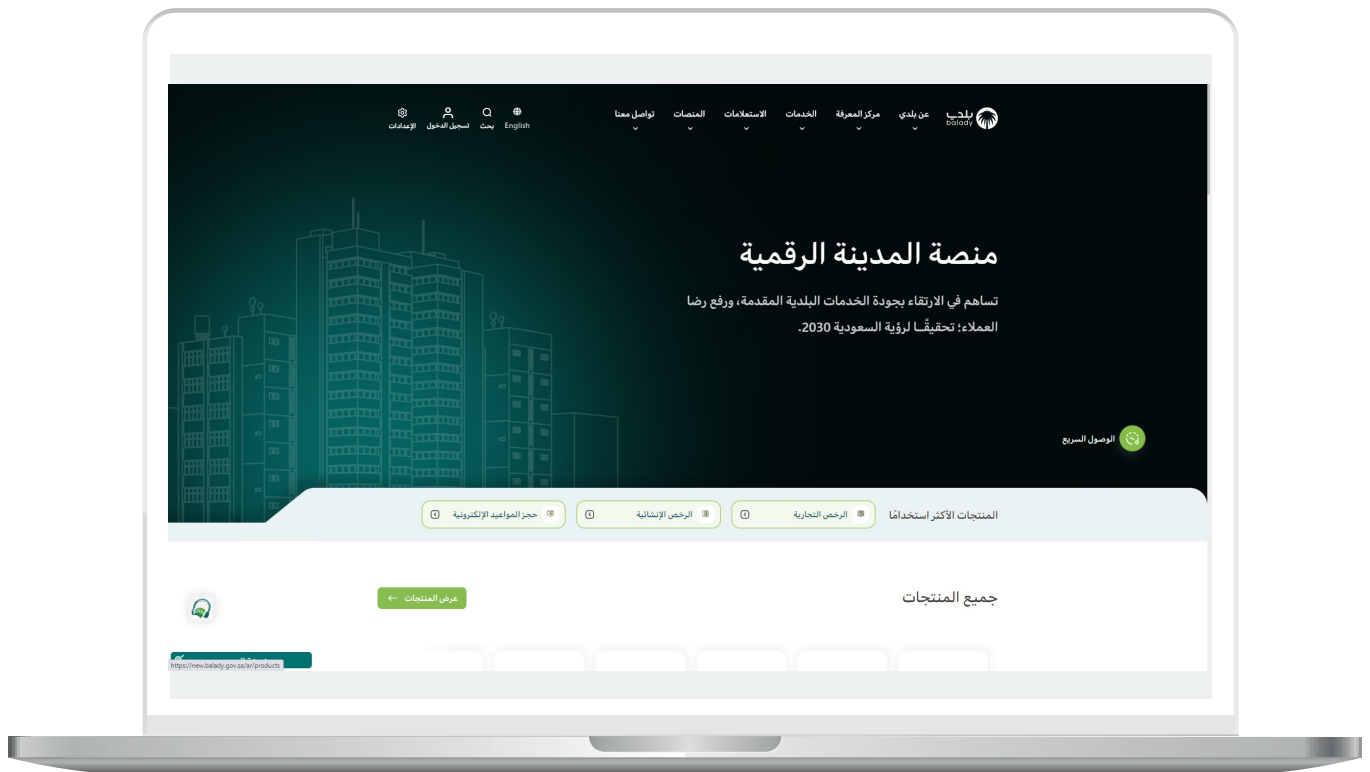 بلدي
balady
عن بلدي
مركز المعرفة
الخدمات
الاستعلامات
المنصات
تواصل معنا
English
بحث
تسجيل الدخول
الإعدادات
منصة المدينة الرقمية
تساهم في الارتقاء بجودة الخدمات البلدية المقدمة، ورفع رضا
العملاء؛ تحقيقًـا لرؤية السعودية 2030.
الوصول السريع
المنتجات الأكثر استخدامًا
الرخص التجارية
الرخص الإنشائية
حجز المواعيد الإلكترونية
جميع المنتجات
عرض المنتجات
https://new.balady.gov.sa/ar/products